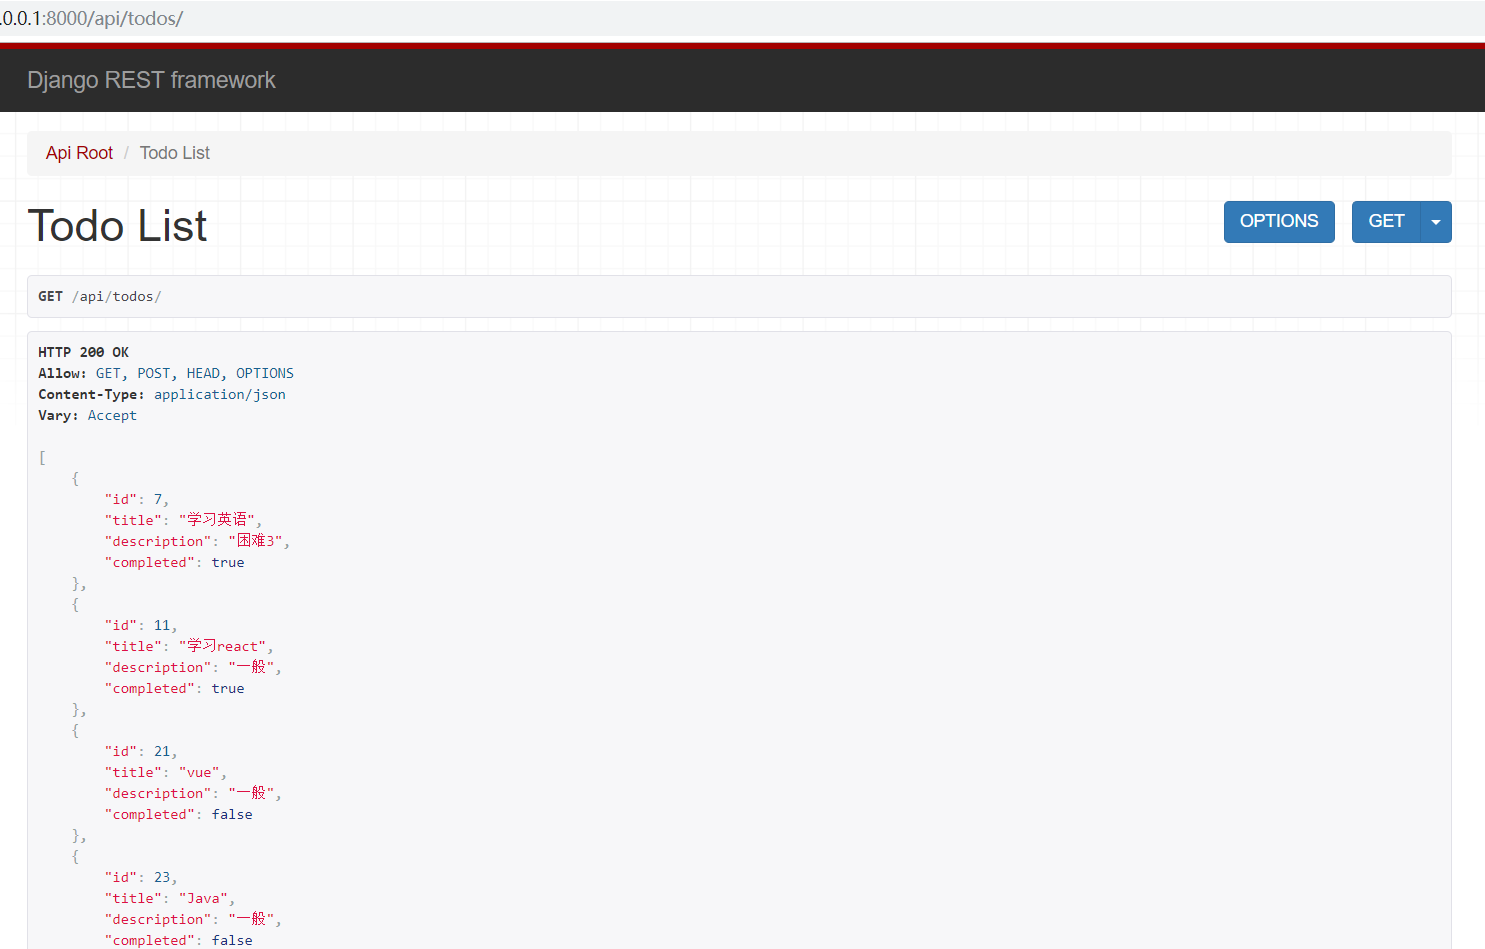 .0.0.1:8000/api/todos/
Django REST framework
Api Root / Todo List
Todo List
OPTIONS GET
GET /api/todos/
HTTP 200 OK
Allow: GET, POST, HEAD, OPTIONS
Content-Type: application/json
Vary: Accept
[
{
"id": 7,
"title": "学习英语",
"description": "困难3",
"completed": true
},
{
"id": 11,
"title": "学习react",
"description": "一般",
"completed": true
},
{
"id": 21,
"title": "vue",
"description": "一般",
"completed": false
},
{
"id": 23,
"title": "Java",
"description": "一般",
"completed": false